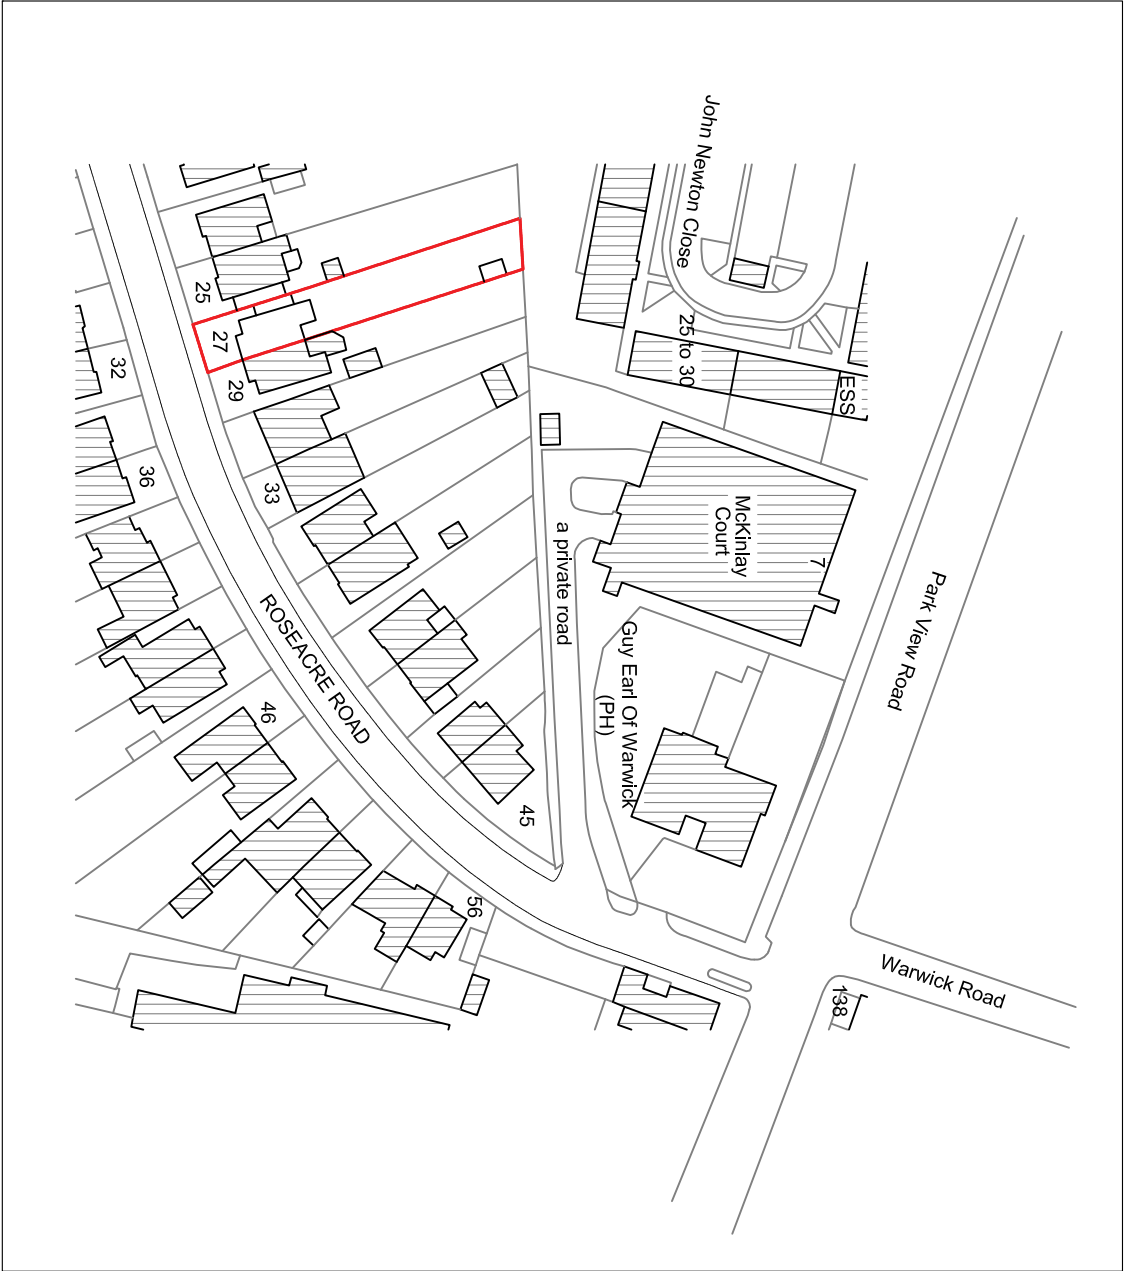 John Newton Close
25 to 30
ESS
25
27
29
32
33
36
McKinlay
Court
7
a private road
Park View Road
Guy Earl Of Warwick
(PH)
ROSEACRE ROAD
46
45
56
Warwick Road
138